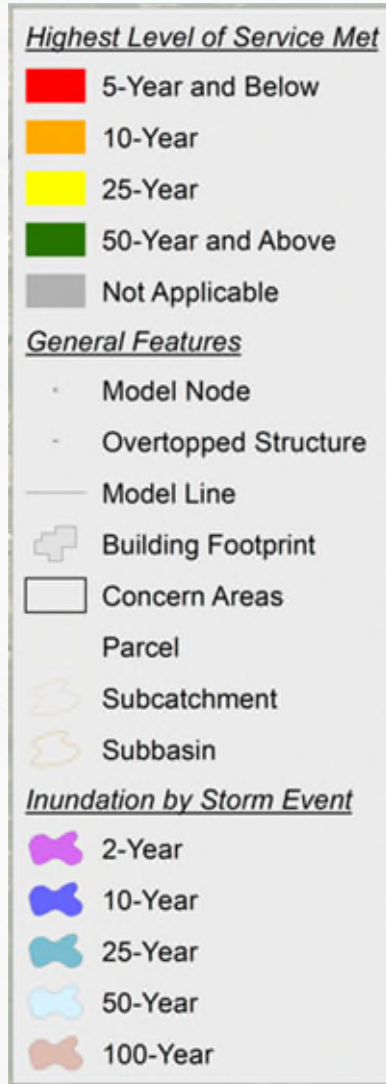 Highest Level of Service Met
5-Year and Below
10-Year
25-Year
50-Year and Above
Not Applicable
General Features
Model Node
Overtopped Structure
Model Line
Building Footprint
Concern Areas
Parcel
Subcatchment
Subbasin
Inundation by Storm Event
2-Year
10-Year
25-Year
50-Year
100-Year